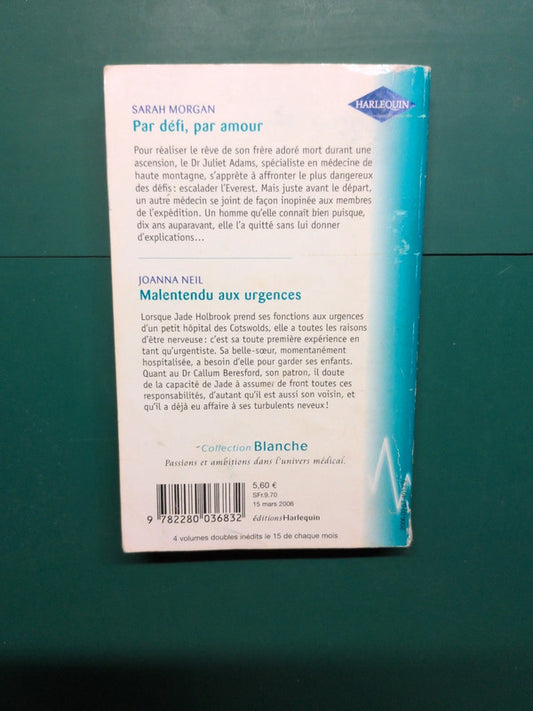 HARLEQUIN
SARAH MORGAN
Par défi, par amour
Pour réaliser le rêve de son frère adoré mort durant une
ascension, le Dr Juliet Adams, spécialiste en médecine de
haute montagne, s'apprête à affronter le plus dangereux
des défis : escalader l'Everest. Mais juste avant le départ,
un autre médecin se joint de façon inopinée aux membres
de l'expédition. Un homme qu'elle connaît bien puisque,
dix ans auparavant, elle l'a quitté sans lui donner
d'explications...
JOANNA NEIL
Malentendu aux urgences
Lorsque Jade Holbrook prend ses fonctions aux urgences
d'un petit hôpital des Cotswolds, elle a toutes les raisons
d'être nerveuse : c'est sa toute première expérience en
tant qu'urgentiste. Sa belle-sœur, momentanément
hospitalisée, a besoin d'elle pour garder ses enfants.
Quant au Dr Callum Beresford, son patron, il doute
de la capacité de Jade à assumer de front toutes ces
responsabilités, d'autant qu'il est aussi son voisin, et
qu'il a déjà eu affaire à ses turbulents neveux !
Collection Blanche
Passions et ambitions dans l'univers médical.
5,60 €
SFr.9.70
15 mars 2006
9 782280 036832
éditions Harlequin
4 volumes doubles inédits le 15 de chaque mois